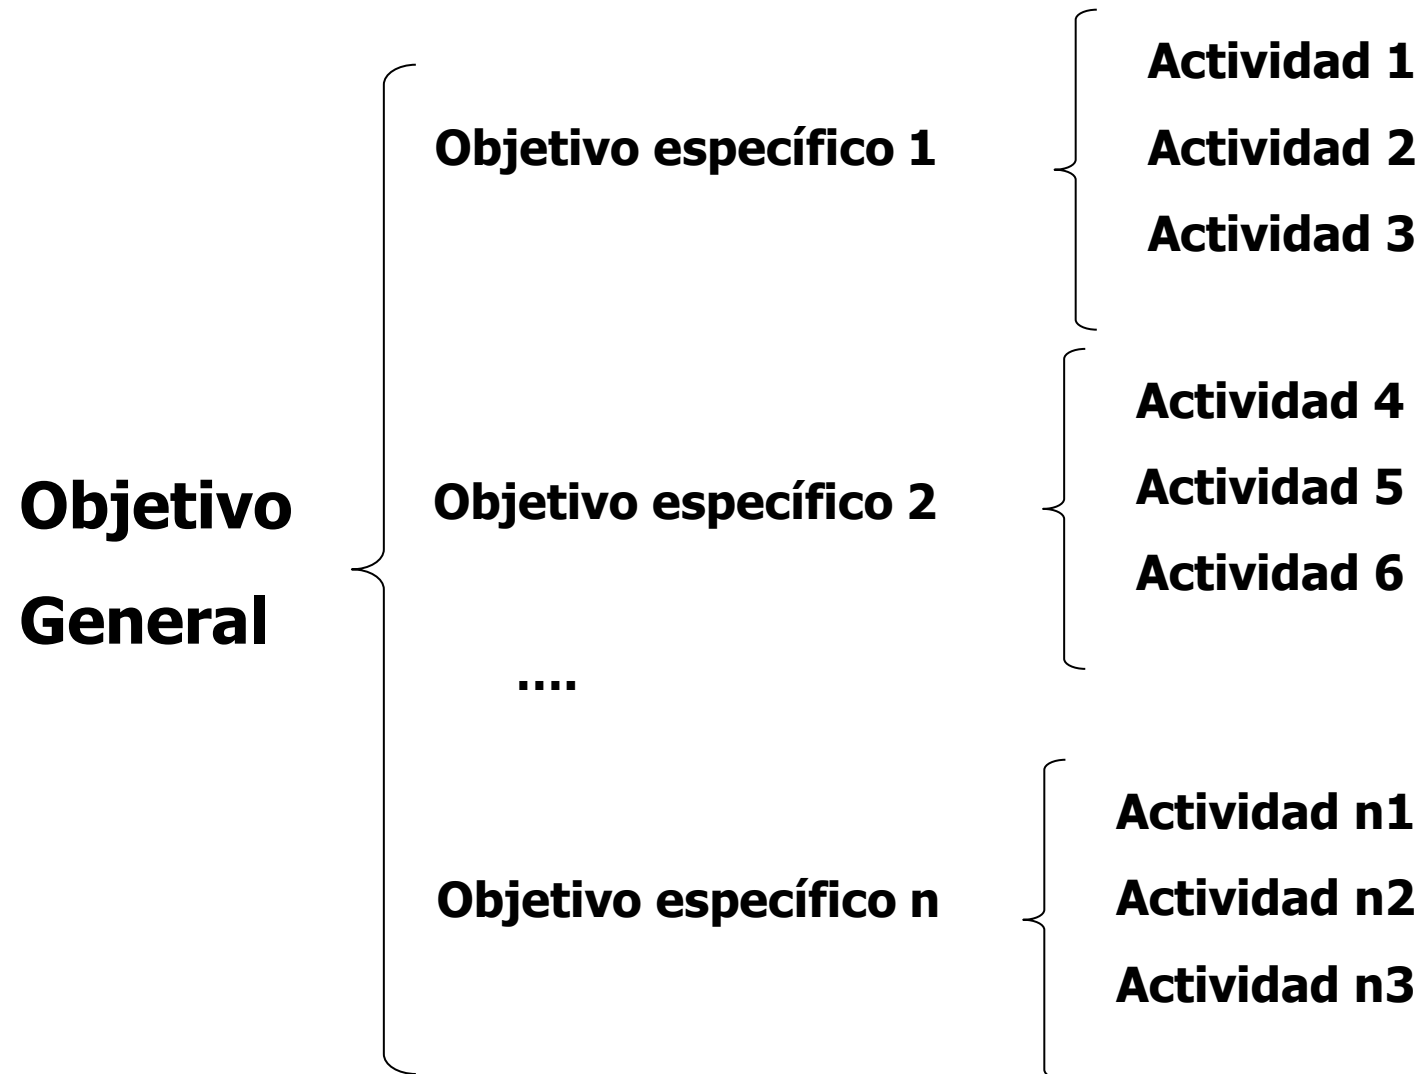 Objetivo
General
Objetivo específico 1
Actividad 1
Actividad 2
Actividad 3
Objetivo específico 2
Actividad 4
Actividad 5
Actividad 6
....
Objetivo específico n
Actividad n1
Actividad n2
Actividad n3